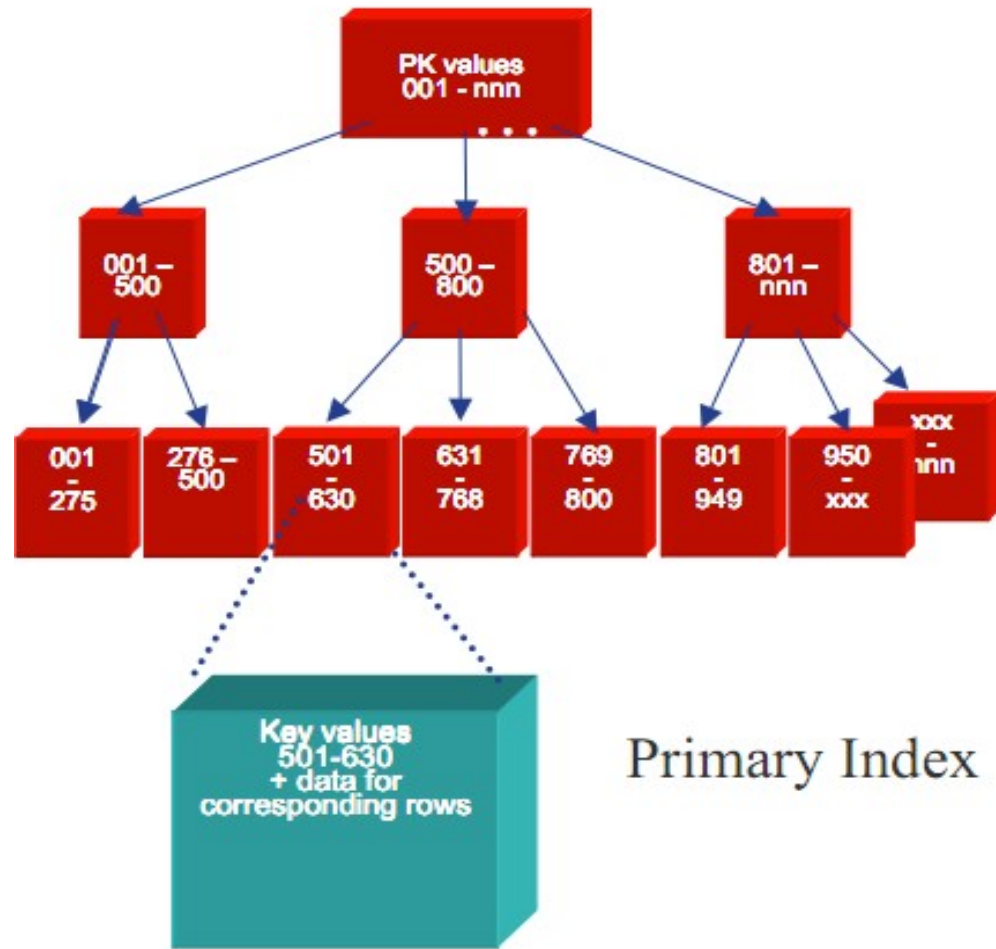 PK values
001 - nnn
. . .
001 –
500
500 –
800
801 –
nnn
001
-
275
276 –
500
501
-
630
631
-
768
769
-
800
801
-
949
950
-
xxx
xxx
-
nnn
Key values
501-630
+ data for
corresponding rows
Primary Index